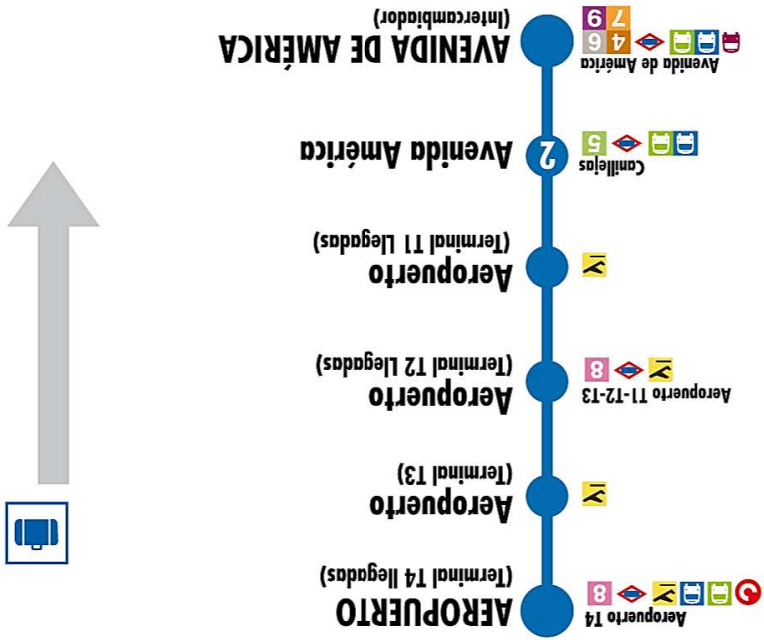 Aeropuerto T4
8
AEROPUERTO
(Terminal T4 llegadas)
Aeropuerto
(Terminal T3)
Aeropuerto T1-T2-T3
8
Aeropuerto
(Terminal T2 Llegadas)
Aeropuerto
(Terminal T1 Llegadas)
Canillejas
5
2
Avenida América
Avenida de América
4 6
7 9
AVENIDA DE AMÉRICA
(Intercambiador)